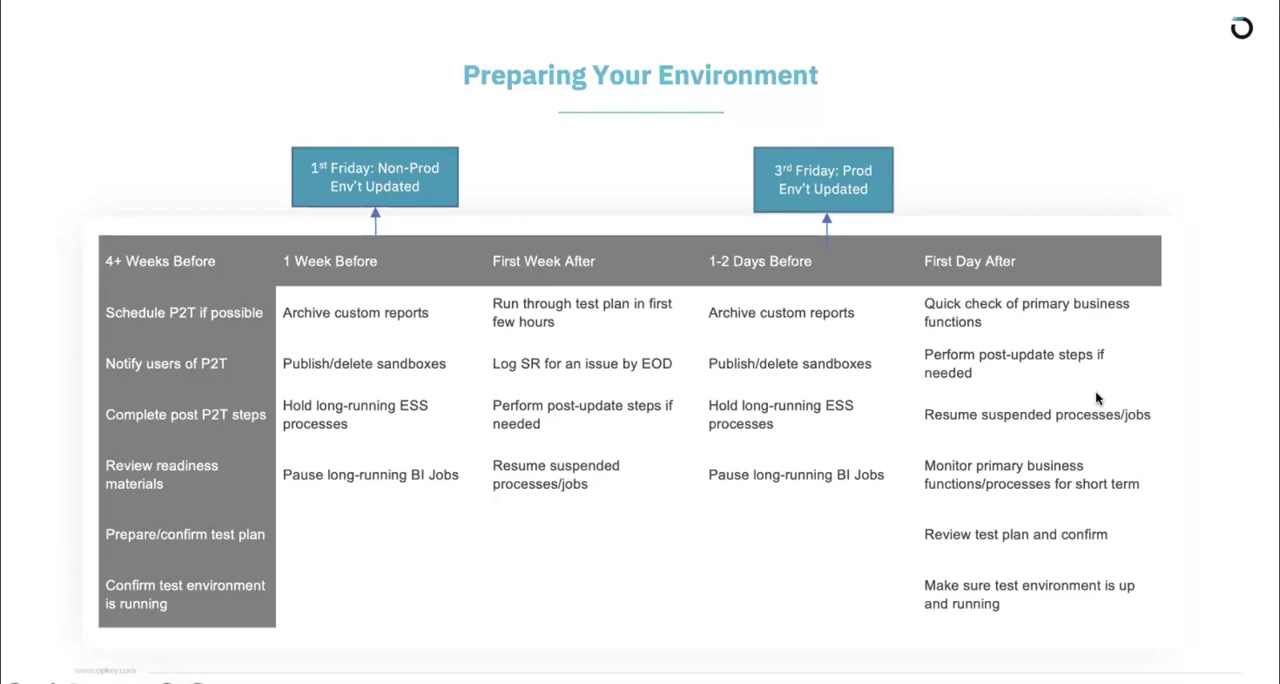 Preparing Your Environment
1st Friday: Non-Prod
Env't Updated
3rd Friday: Prod
Env't Updated
4+ Weeks Before
1 Week Before
First Week After
1-2 Days Before
First Day After
Schedule P2T if possible
Archive custom reports
Run through test plan in first
few hours
Archive custom reports
Quick check of primary business
functions
Notify users of P2T
Publish/delete sandboxes
Log SR for an issue by EOD
Publish/delete sandboxes
Perform post-update steps if
needed
Complete post P2T steps
Hold long-running ESS
processes
Perform post-update steps if
needed
Hold long-running ESS
processes
Resume suspended processes/jobs
Review readiness
materials
Pause long-running BI Jobs
Resume suspended
processes/jobs
Pause long-running BI Jobs
Monitor primary business
functions/processes for short term
Prepare/confirm test plan
Review test plan and confirm
Confirm test environment
is running
Make sure test environment is up
and running
www.opkey.com